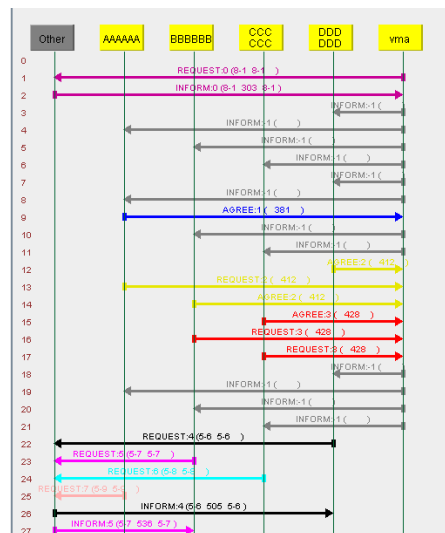 Other AAAAAA BBBBBB CCC CCC DDD DDD vma
0
REQUEST:0 (8-1 8-1 )
1
INFORM:0 (8-1 303 8-1 )
2
INFORM:-1 ( )
3
INFORM:-1 ( )
4
INFORM:-1 ( )
5
INFORM:-1 ( )
6
INFORM:-1 ( )
7
INFORM:-1 ( )
8
AGREE:1 ( 381 )
9
INFORM:-1 ( )
10
INFORM:-1 ( )
11
AGREE:2 ( 412 )
12
REQUEST:2 ( 412 )
13
AGREE:2 ( 412 )
14
AGREE:3 ( 428 )
15
REQUEST:3 ( 428 )
16
REQUEST:3 ( 428 )
17
INFORM:-1 ( )
18
INFORM:-1 ( )
19
INFORM:-1 ( )
20
INFORM:-1 ( )
21
REQUEST:4 (5-6 5-6 )
22
REQUEST:5 (5-7 5-7 )
23
REQUEST:6 (5-8 5-8 )
24
REQUEST:7 (5-9 5-9 )
25
INFORM:4 (5-6 505 5-6 )
26
INFORM:5 (5-7 536 5-7 )
27